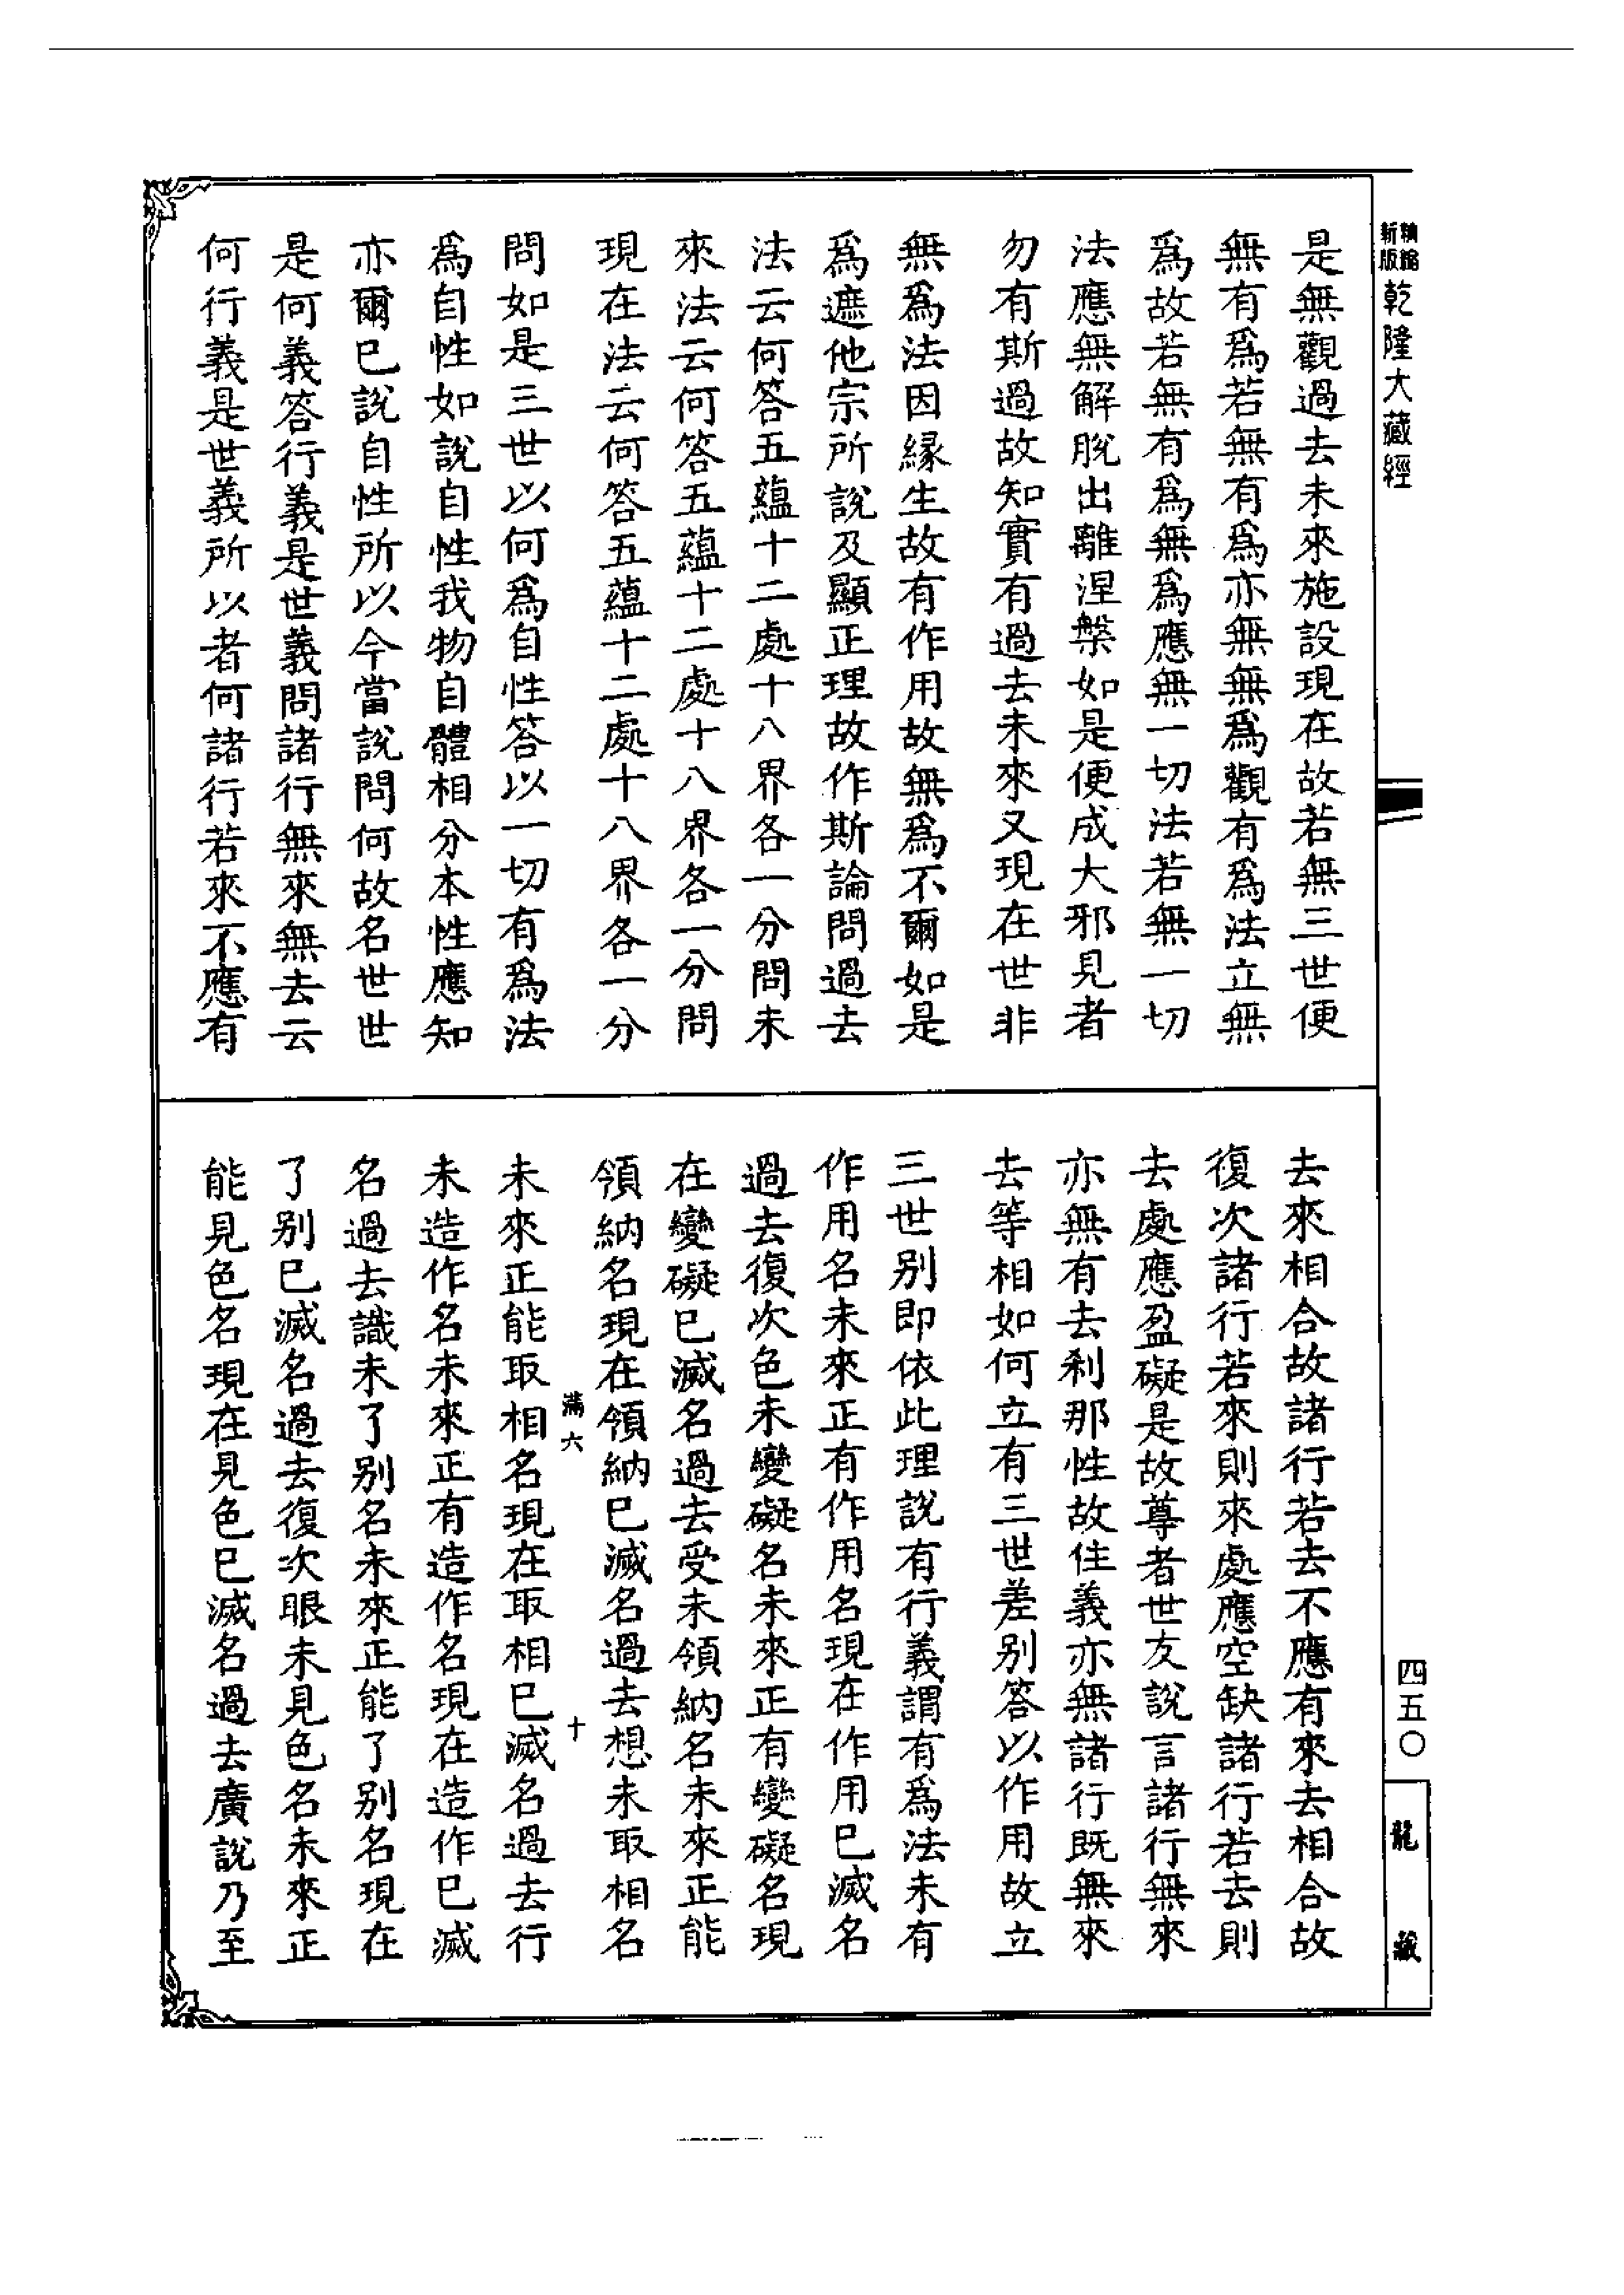 精縮
新版
乾隆大藏經
是無觀過去未來施設現在故若無三世便
無有爲若無有爲亦無無爲觀有爲法立無
爲故若無有爲無爲應無一切法若無一切
法應無解脫出離涅槃如是便成大邪見者
勿有斯過故知實有過去未來又現在世非
無爲法因緣生故有作用故無爲不爾如是
爲遮他宗所說及顯正理故作斯論問過去
法云何答五蘊十二處十八界各一分問未
來法云何答五蘊十二處十八界各一分問
現在法云何答五蘊十二處十八界各一分
問如是三世以何爲自性答以一切有爲法
爲自性如說自性我物自體相分本性應知
亦爾已說自性所以今當說問何故名世世
是何義答行義是世義問諸行無來無去云
何行義是世義所以者何諸行若來不應有
去來相合故諸行若去不應有來去相合故
復次諸行若來則來處應空缺諸行若去則
去處應盈礙是故尊者世友說言諸行無來
亦無有去刹那性故住義亦無諸行既無來
去等相如何立有三世差别答以作用故立
三世别即依此理說有行義謂有爲法未有
作用名未來正有作用名現在作用已滅名
過去復次色未變礙名未來正有變礙名現
在變礙已滅名過去受未領納名未來正能
領納名現在領納已滅名過去想未取相名
滿六
十
未來正能取相名現在取相已滅名過去行
未造作名未來正有造作名現在造作已滅
名過去識未了别名未來正能了别名現在
了别已滅名過去復次眼未見色名未來正
能見色名現在見色已滅名過去廣說乃至
四五〇
龍藏